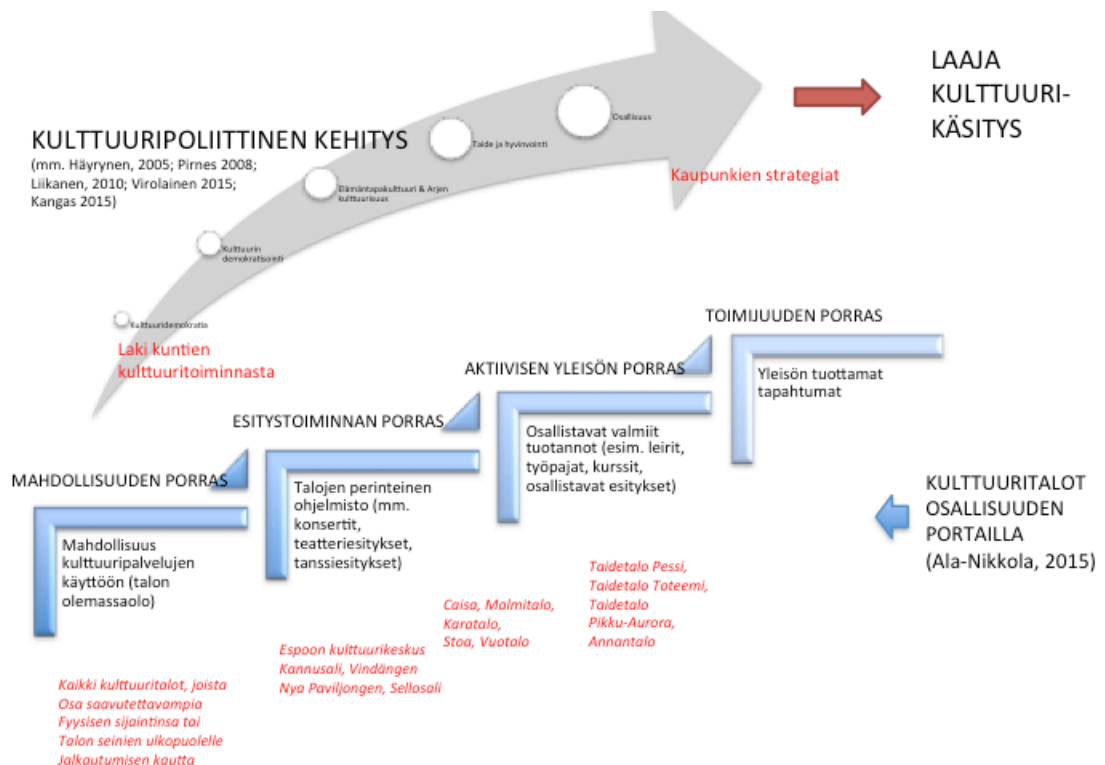 LAAJA
KULTTUURI-
KÄSITYS
KULTTUURIPOLIITTINEN KEHITYS
(mm. Häyrynen, 2005; Pirnes 2008;
Liikanen, 2010; Virolainen 2015;
Kangas 2015)
Osallisuus
Taide ja hyvinvointi
Elämäntapakulttuuri & Arjen
kulttuurisuus
Kulttuurin
demokratisointi
Kulttuuridemokratia
Kaupunkien strategiat
Laki kuntien
kulttuuritoiminnasta
TOIMIJUUDEN PORRAS
Yleisön tuottamat
tapahtumat
AKTIIVISEN YLEISÖN PORRAS
Osallistavat valmiit
tuotannot (esim. leirit,
työpajat, kurssit,
osallistavat esitykset)
ESITYSTOIMINNAN PORRAS
Talojen perinteinen
ohjelmisto (mm.
konsertit,
teatteriesitykset,
tanssiesitykset)
MAHDOLLISUUDEN PORRAS
Mahdollisuus
kulttuuripalvelujen
käyttöön (talon
olemassaolo)
KULTTUURITALOT
OSALLISUUDEN
PORTAILLA
(Ala-Nikkola, 2015)
Taidetalo Pessi,
Taidetalo Toteemi,
Taidetalo
Pikku-Aurora,
Annantalo
Caisa, Malmitalo,
Karatalo,
Stoa, Vuotalo
Espoon kulttuurikeskus
Kannusali, Vindängen
Nya Paviljongen, Sellosali
Kaikki kulttuuritalot, joista
Osa saavutettavampia
Fyysisen sijaintinsa tai
Talon seinien ulkopuolelle
Jalkautumisen kautta